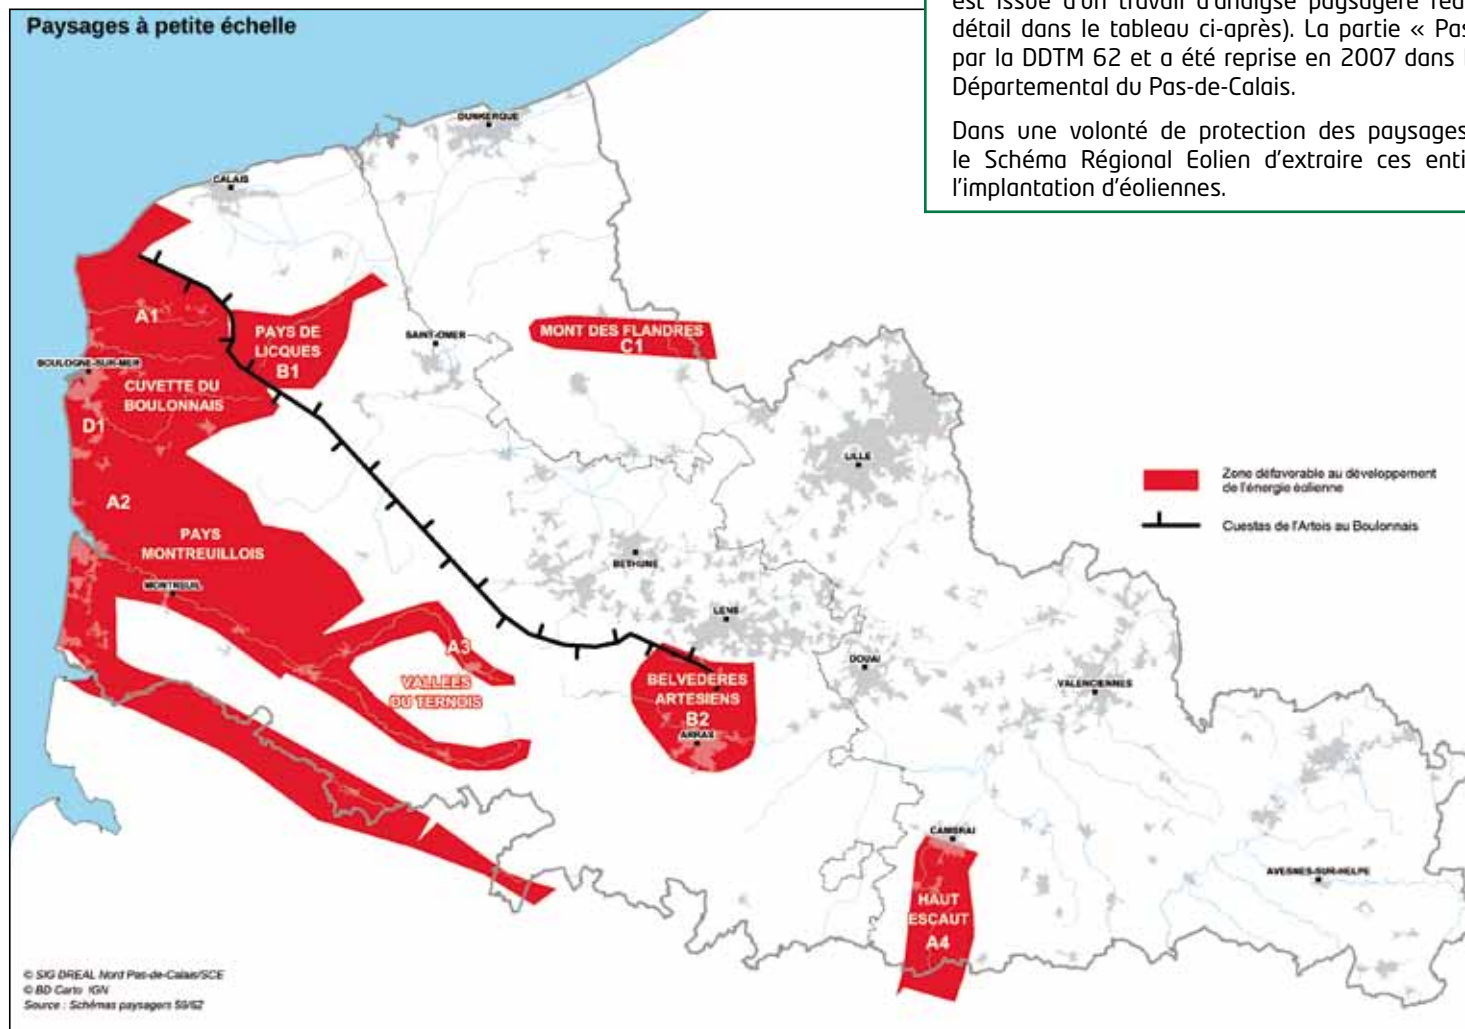 Paysages à petite échelle
est issue d'un travail d'analyse paysagère
détail dans le tableau ci-après). La partie «
par la DDTM 62 et a été reprise en 2007 dans
Départemental du Pas-de-Calais.
Dans une volonté de protection des paysages
le Schéma Régional Eolien d'extraire ces
l'implantation d'éoliennes.
DUNKERQUE
CALAIS
A1
PAYS DE
LICQUES
B1
SAINT-OMER
MONT DES FLANDRES
C1
BOULOGNE-SUR-MER
CUVETTE DU
BOULONNAIS
D1
LILLE
Zone défavorable au développement
de l'énergie éolienne
Cuestas de l'Artois au Boulonnais
A2
PAYS
MONTREUILLOIS
MONTREUIL
BETHUNE
LENS
A3
VALLEES
DU TERNOIS
DOUAI
BELVEDERES
ARTESIENS
B2
ARRAS
VALENCIENNES
CAMBRAI
AVESNES-SUR-HELPE
HAUT
ESCAUT
A4
© SIG DREAL Nord Pas-de-Calais/SCE
© BD Carto IGN
Source : Schémas paysagers 59/62